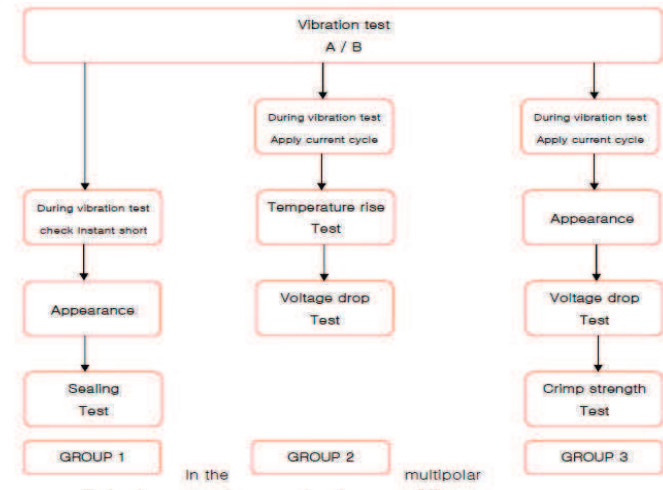 Vibration test
A / B
During vibration test
Apply current cycle
During vibration test
Apply current cycle
During vibration test
check instant short
Temperature rise
Test
Appearance
Appearance
Voltage drop
Test
Voltage drop
Test
Sealing
Test
Crimp strength
Test
GROUP 1
GROUP 2
GROUP 3
In the
multipolar